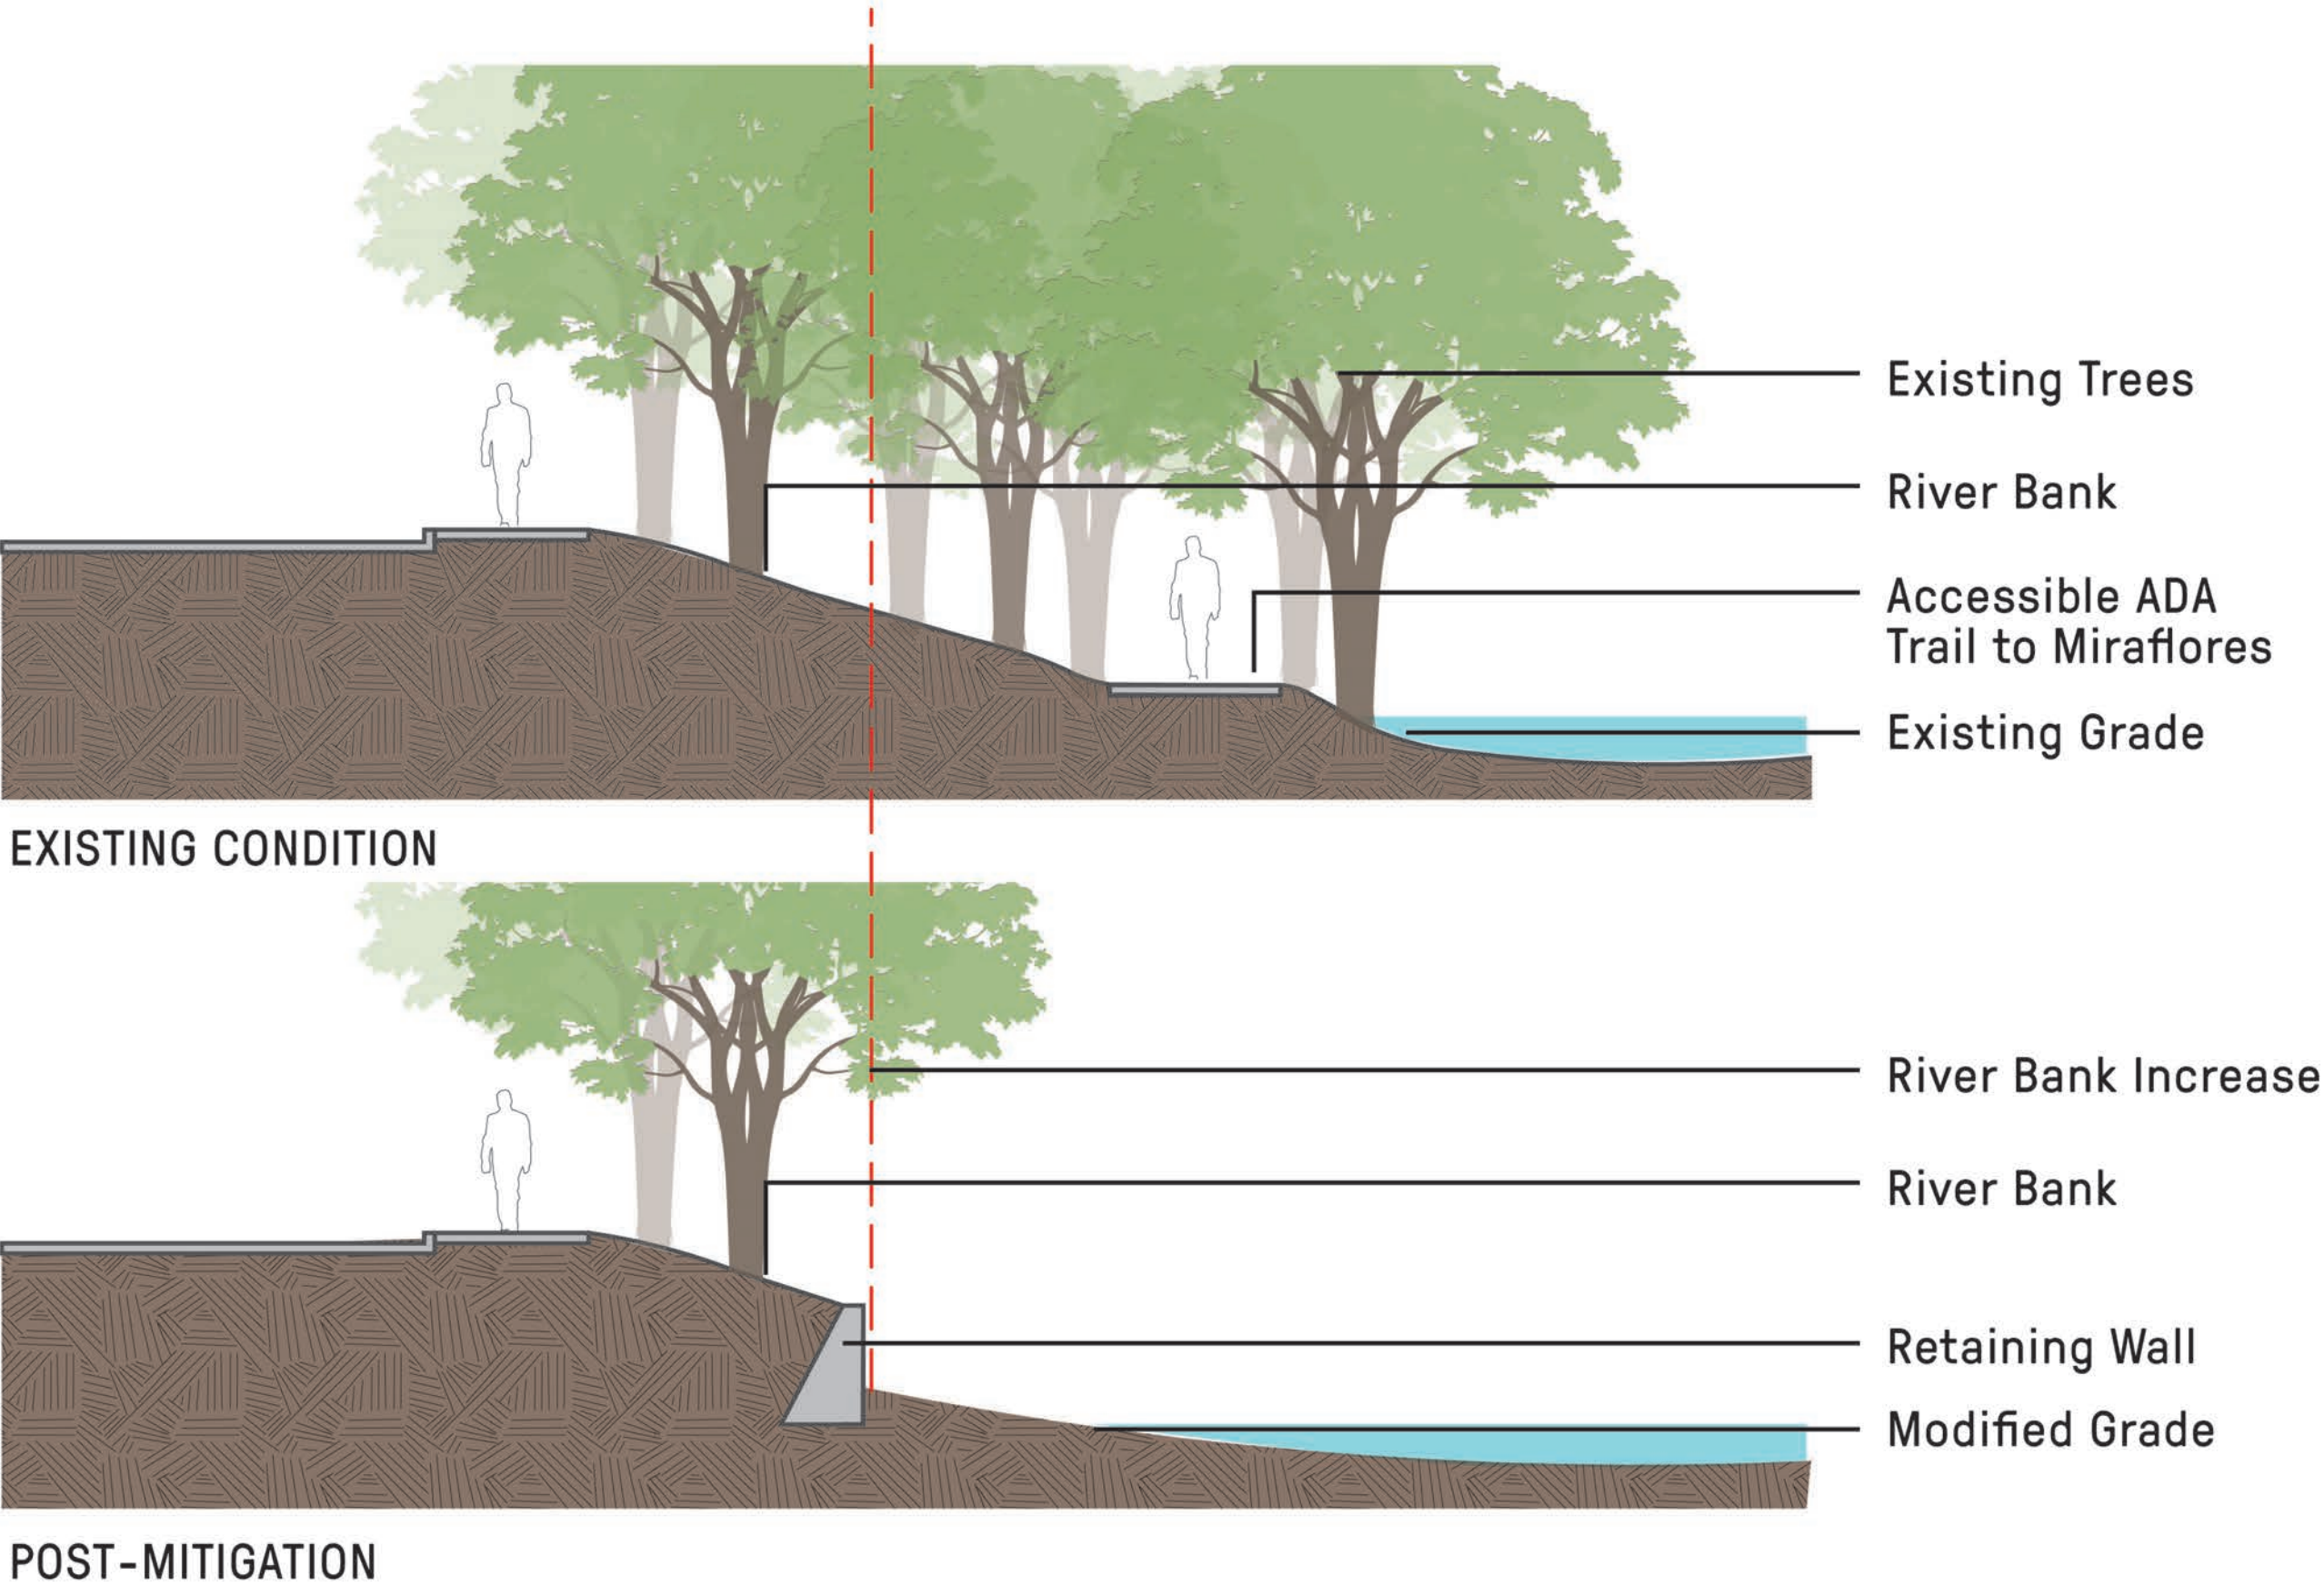 Existing Trees
River Bank
Accessible ADA
Trail to Miraflores
Existing Grade
EXISTING CONDITION
River Bank Increase
River Bank
Retaining Wall
Modified Grade
POST-MITIGATION